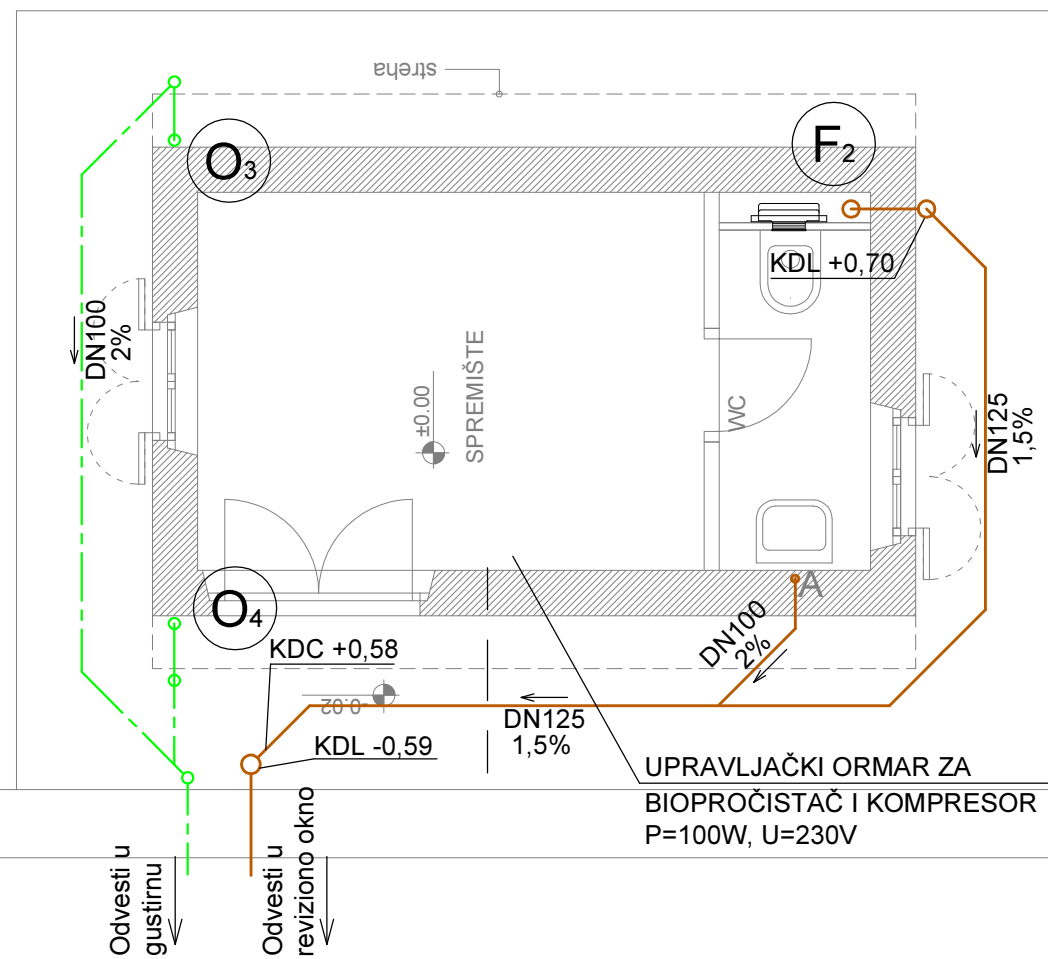 streha
O3
F2
KDL +0,70
DN100
2%
±0.00
SPREMIŠTE
WC
DN125
1,5%
A
O4
DN100
2%
KDC +0,58
-0.02
DN125
1,5%
KDL -0,59
UPRAVLJAČKI ORMAR ZA
BIOPROČISTAČ I KOMPRESOR
P=100W, U=230V
Odvesti u
gustirnu
Odvesti u
reviziono okno